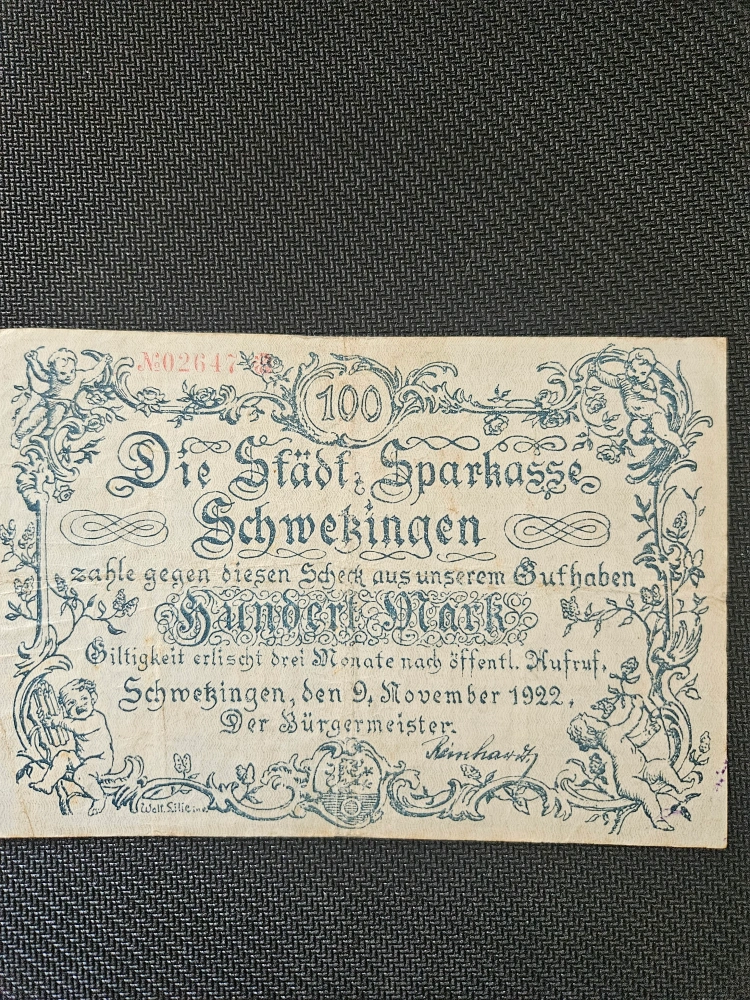 №02647
100
Die Städt. Sparkasse
Schwetzingen
zahle gegen diesen Scheck aus unserem Guthaben
Hundert Mark
Giltigkeit erlischt drei Monate nach öffentl. Aufruf.
Schwetzingen, den 9. November 1922.
Der Bürgermeister.
Reinhardt